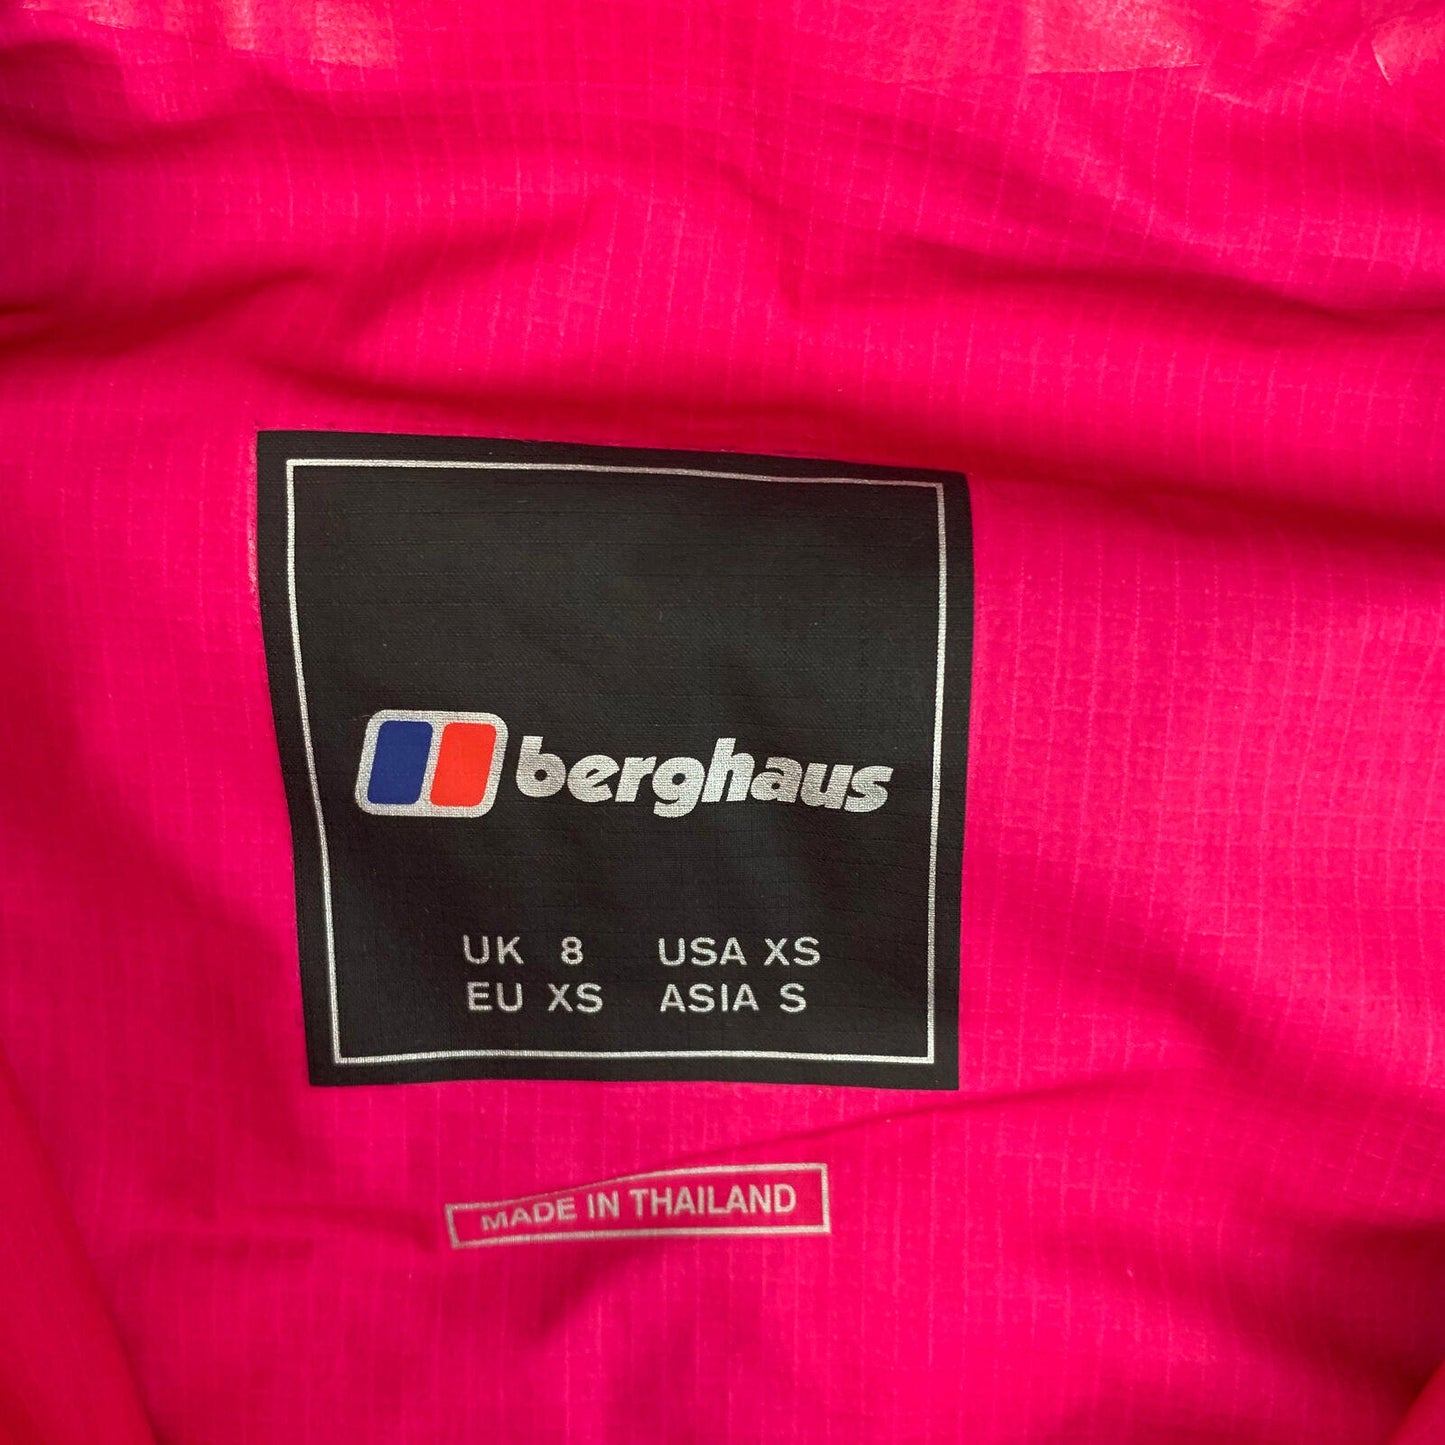 berghaus
UK 8 USA XS
EU XS ASIA S
MADE IN THAILAND